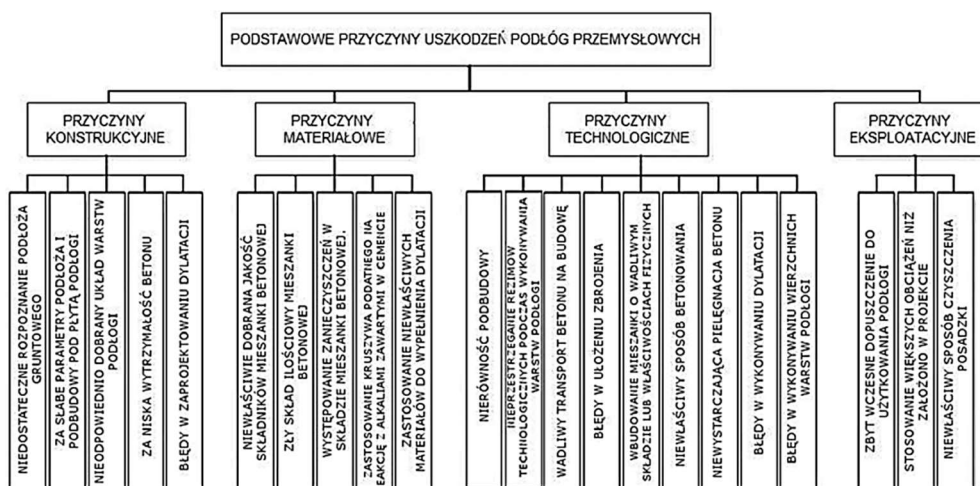 PODSTAWOWE PRZYCZYNY USZKODZEŃ PODŁÓG PRZEMYSŁOWYCH
PRZYCZYNY
KONSTRUKCYJNE
PRZYCZYNY
MATERIAŁOWE
PRZYCZYNY
TECHNOLOGICZNE
PRZYCZYNY
EKSPLOATACYJNE
NIEDOSTATECZNE ROZPOZNANIE PODŁOŻA
GRUNTOWEGO
ZA SŁABE PARAMETRY PODŁOŻA I
PODBUDOWY POD PŁYTĄ PODŁOGI
NIEODPOWIEDNIO DOBRANY UKŁAD WARSTW
PODŁOGI
ZA NISKA WYTRZYMAŁOŚĆ BETONU
BŁĘDY W ZAPROJEKTOWANIU DYLATACJI
NIEWŁAŚCIWIE DOBRANA JAKOŚĆ
SKŁADNIKÓW MIESZANKI BETONOWEJ
ZŁY SKŁAD ILOŚCIOWY MIESZANKI
BETONOWEJ
WYSTĘPOWANIE ZANIECZYSZCZEŃ W
SKŁADZIE MIESZANKI BETONOWEJ.
ZASTOSOWANIE KRUSZYWA PODATNEGO NA
EAKCJĘ Z ALKALIAMI ZAWARTYMI W CEMENCIE
ZASTOSOWANIE NIEWŁAŚCIWYCH
MATERIAŁÓW DO WYPEŁNIENIA DYLATACJI
NIERÓWNOŚĆ PODBUDOWY
NIEPRZESTRZEGANIE REŻIMÓW
TECHNOLOGICZNYCH PODCZAS WYKONYWANIA
WARSTW PODŁOGI
WADLIWY TRANSPORT BETONU NA BUDOWĘ
BŁĘDY W UŁOŻENIU ZBROJENIA
WBUDOWANIE MIESZANKI O WADLIWYM
SKŁADZIE LUB WŁAŚCIWOŚCIACH FIZYCZNYCH
NIEWŁAŚCIWY SPOSÓB BETONOWANIA
NIEWYSTARCZAJĄCA PIELĘGNACJA BETONU
BŁĘDY W WYKONYWANIU DYLATACJI
BŁĘDY W WYKONYWANIU WIERZCHNICH
WARSTW PODŁOGI
ZBYT WCZESNE DOPUSZCZENIE DO
UŻYTKOWANIA PODŁOGI
STOSOWANIE WIĘKSZYCH OBCIĄŻEŃ NIŻ
ZAŁOŻONO W PROJEKCIE
NIEWŁAŚCIWY SPOSÓB CZYSZCZENIA
POSADZKI